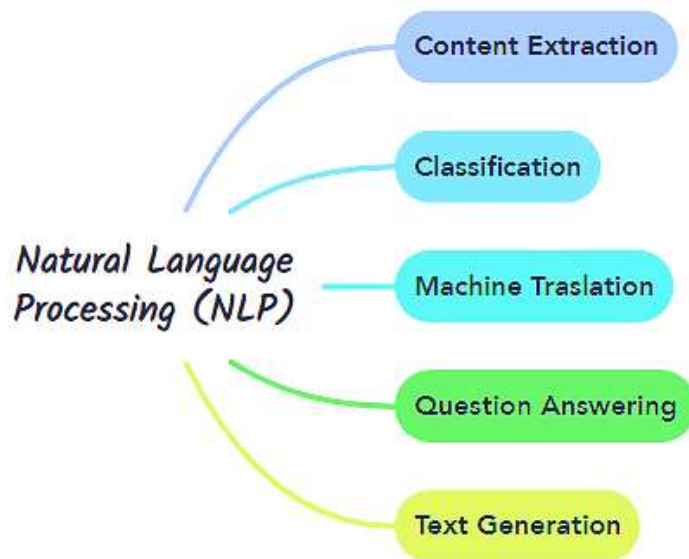 Content Extraction
Classification
Natural Language
Processing (NLP)
Machine Traslation
Question Answering
Text Generation